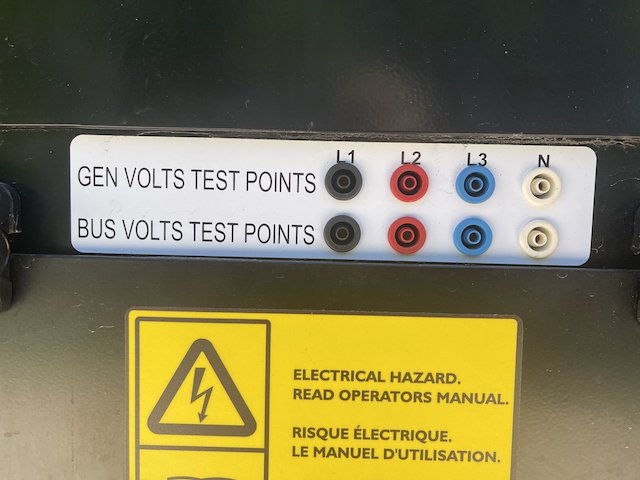 L1 L2 L3 N
GEN VOLTS TEST POINTS
BUS VOLTS TEST POINTS
ELECTRICAL HAZARD.
READ OPERATORS MANUAL.
RISQUE ÉLECTRIQUE.
LE MANUEL D'UTILISATION.